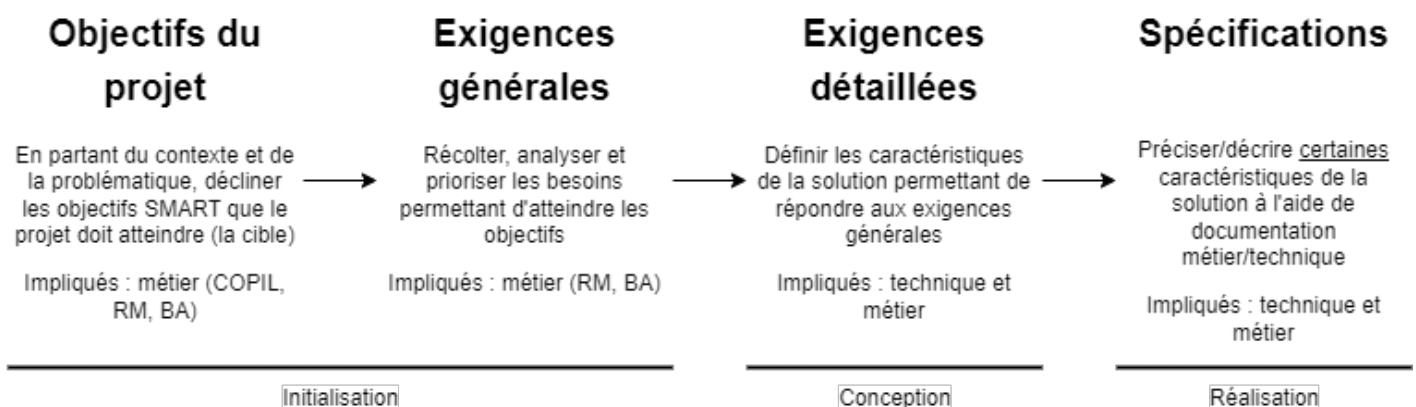 Objectifs du
projet
En partant du contexte et de
la problématique, décliner
les objectifs SMART que le
projet doit atteindre (la cible)
Impliqués : métier (COPIL,
RM, BA)
Exigences
générales
Récolter, analyser et
prioriser les besoins
permettant d'atteindre les
objectifs
Impliqués : métier (RM, BA)
Exigences
détaillées
Définir les caractéristiques
de la solution permettant de
répondre aux exigences
générales
Impliqués : technique et
métier
Spécifications
Préciser/décrire certaines
caractéristiques de la
solution à l'aide de
documentation
métier/technique
Impliqués : technique et
métier
Initialisation
Conception
Réalisation